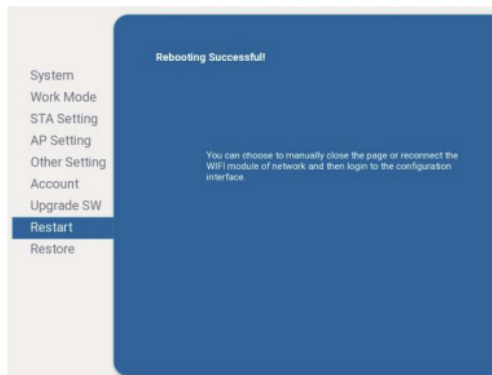 System
Work Mode
STA Setting
AP Setting
Other Setting
Account
Upgrade SW
Restart
Restore
Rebooting Successful!
You can choose to manually close the page or reconnect the
WIFI module of network and then login to the configuration
interface.